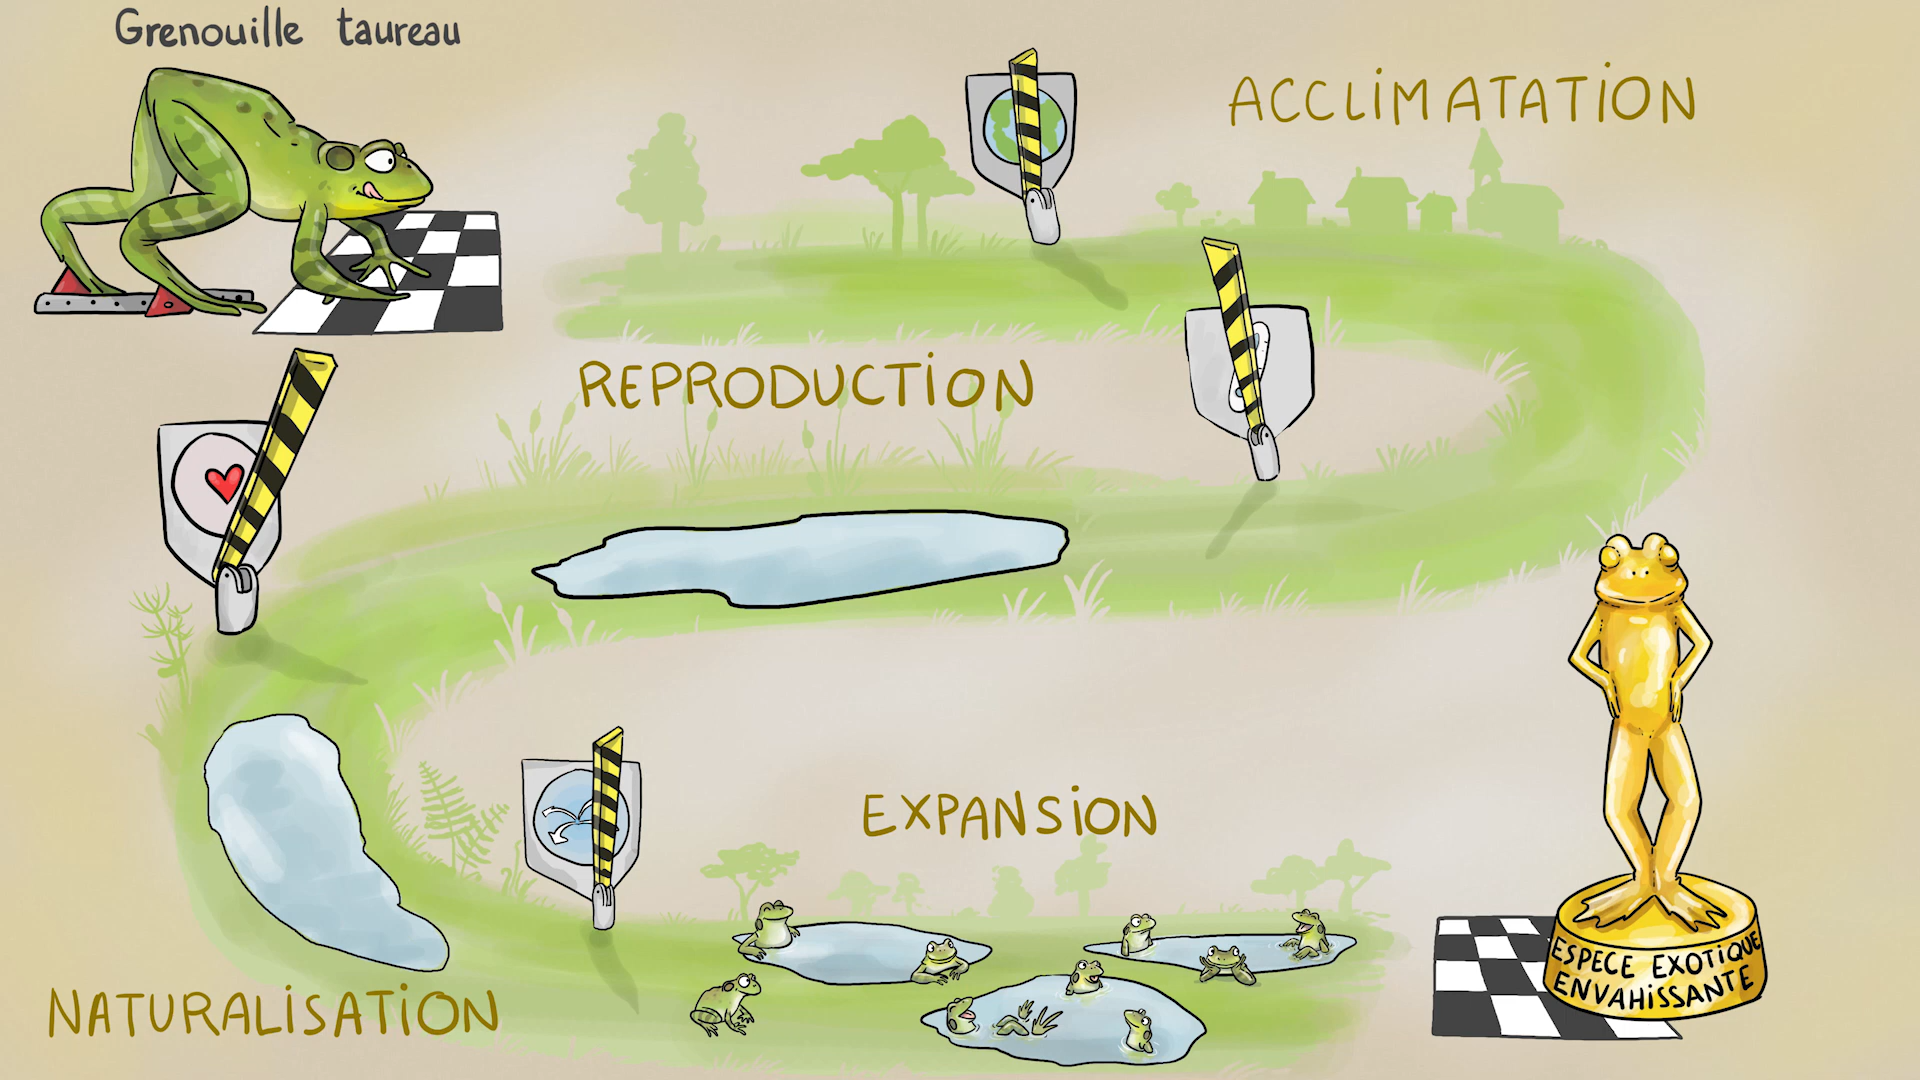 Grenouille taureau
ACCLiMATATiON
REPRODUCTiON
EXPANSiON
ESPECE EXOTiQUE
ENVAHiSSANTE
NATURALiSATiON